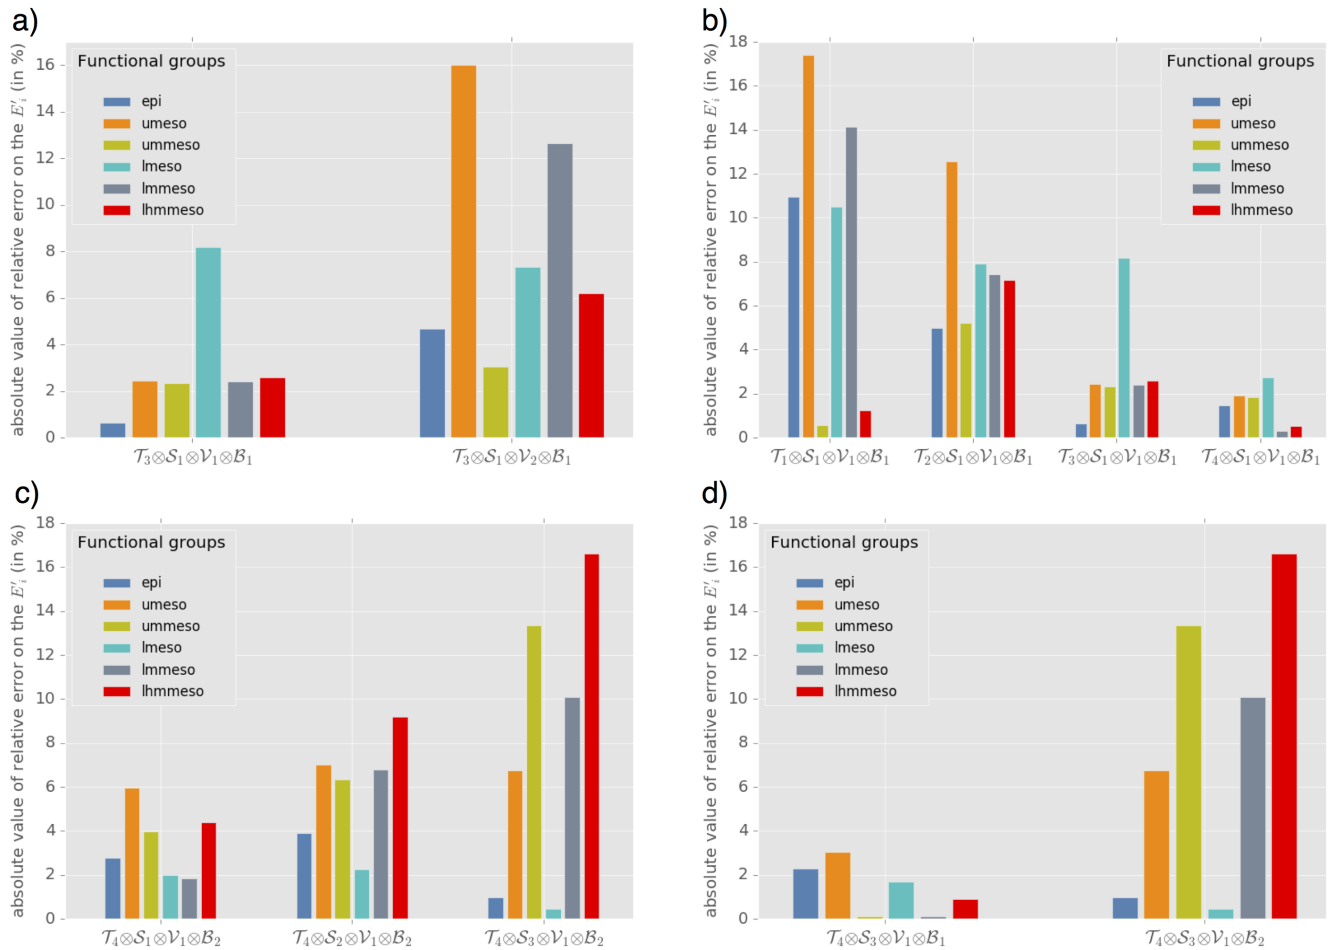 a)
absolute value of relative error on the E′ᵢ (in %)
16
14
12
10
8
6
4
2
0
Functional groups
epi
umeso
ummeso
lmeso
lmmeso
lhmmeso
𝒯₃⊗𝒮₁⊗𝒱₁⊗ℬ₁
𝒯₃⊗𝒮₁⊗𝒱₂⊗ℬ₁
b)
absolute value of relative error on the E′ᵢ (in %)
18
16
14
12
10
8
6
4
2
0
Functional groups
epi
umeso
ummeso
lmeso
lmmeso
lhmmeso
𝒯₁⊗𝒮₁⊗𝒱₁⊗ℬ₁
𝒯₂⊗𝒮₁⊗𝒱₁⊗ℬ₁
𝒯₃⊗𝒮₁⊗𝒱₁⊗ℬ₁
𝒯₄⊗𝒮₁⊗𝒱₁⊗ℬ₁
c)
absolute value of relative error on the E′ᵢ (in %)
18
16
14
12
10
8
6
4
2
0
Functional groups
epi
umeso
ummeso
lmeso
lmmeso
lhmmeso
𝒯₄⊗𝒮₁⊗𝒱₁⊗ℬ₂
𝒯₄⊗𝒮₂⊗𝒱₁⊗ℬ₂
𝒯₄⊗𝒮₃⊗𝒱₁⊗ℬ₂
d)
absolute value of relative error on the E′ᵢ (in %)
18
16
14
12
10
8
6
4
2
0
Functional groups
epi
umeso
ummeso
lmeso
lmmeso
lhmmeso
𝒯₄⊗𝒮₃⊗𝒱₁⊗ℬ₁
𝒯₄⊗𝒮₃⊗𝒱₁⊗ℬ₂